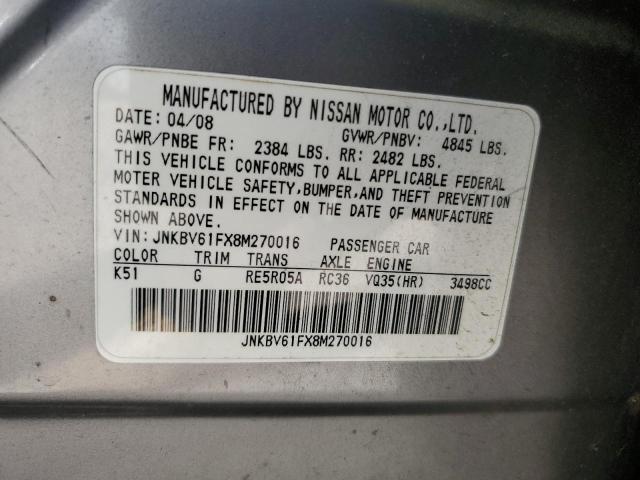 MANUFACTURED BY NISSAN MOTOR CO.,LTD.
DATE: 04/08 GVWR/PNBV: 4845 LBS.
GAWR/PNBE FR: 2384 LBS. RR: 2482 LBS.
THIS VEHICLE CONFORMS TO ALL APPLICABLE FEDERAL
MOTOR VEHICLE SAFETY,BUMPER,AND THEFT PREVENTION
STANDARDS IN EFFECT ON THE DATE OF MANUFACTURE
SHOWN ABOVE.
VIN:JNKBV61FX8M270016 PASSENGER CAR
COLOR TRIM TRANS AXLE ENGINE
K51 G RE5R05A RC36 VQ35(HR) 3498CC
JNKBV61FX8M270016